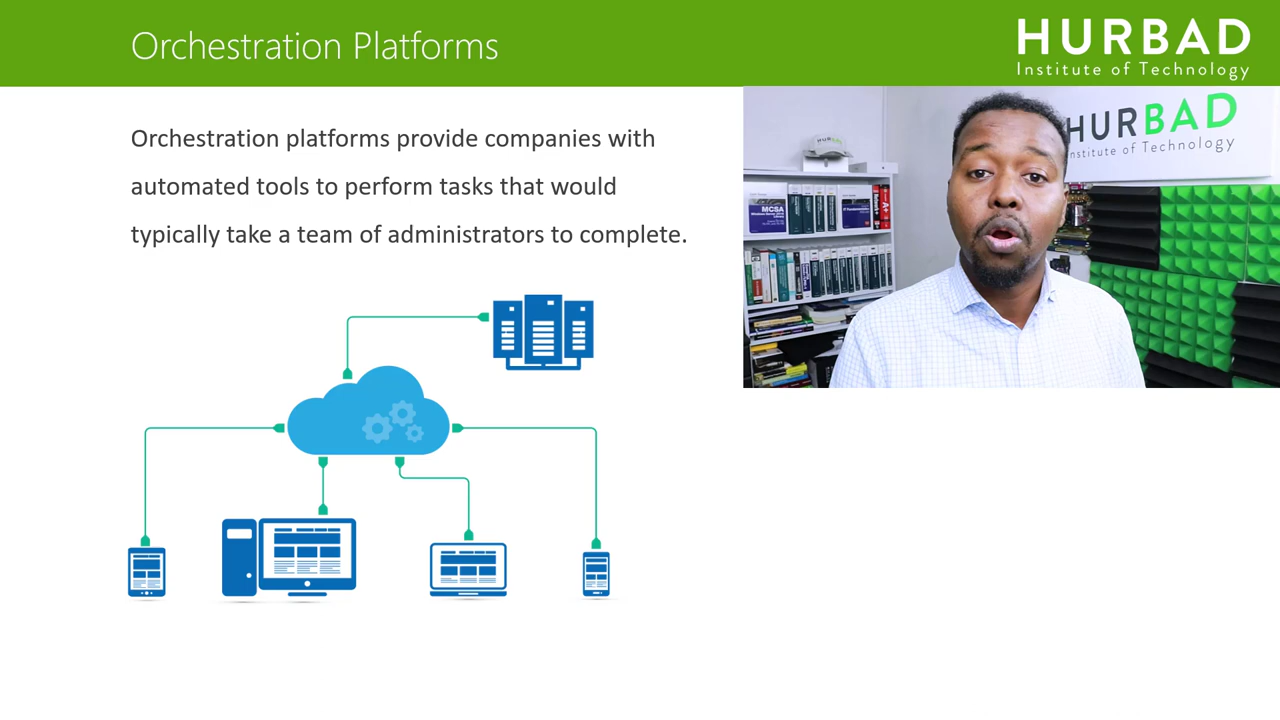 Orchestration Platforms
HURBAD
Institute of Technology
Orchestration platforms provide companies with
automated tools to perform tasks that would
typically take a team of administrators to complete.
HURBAD
Institute of Technology
MCSA
A+